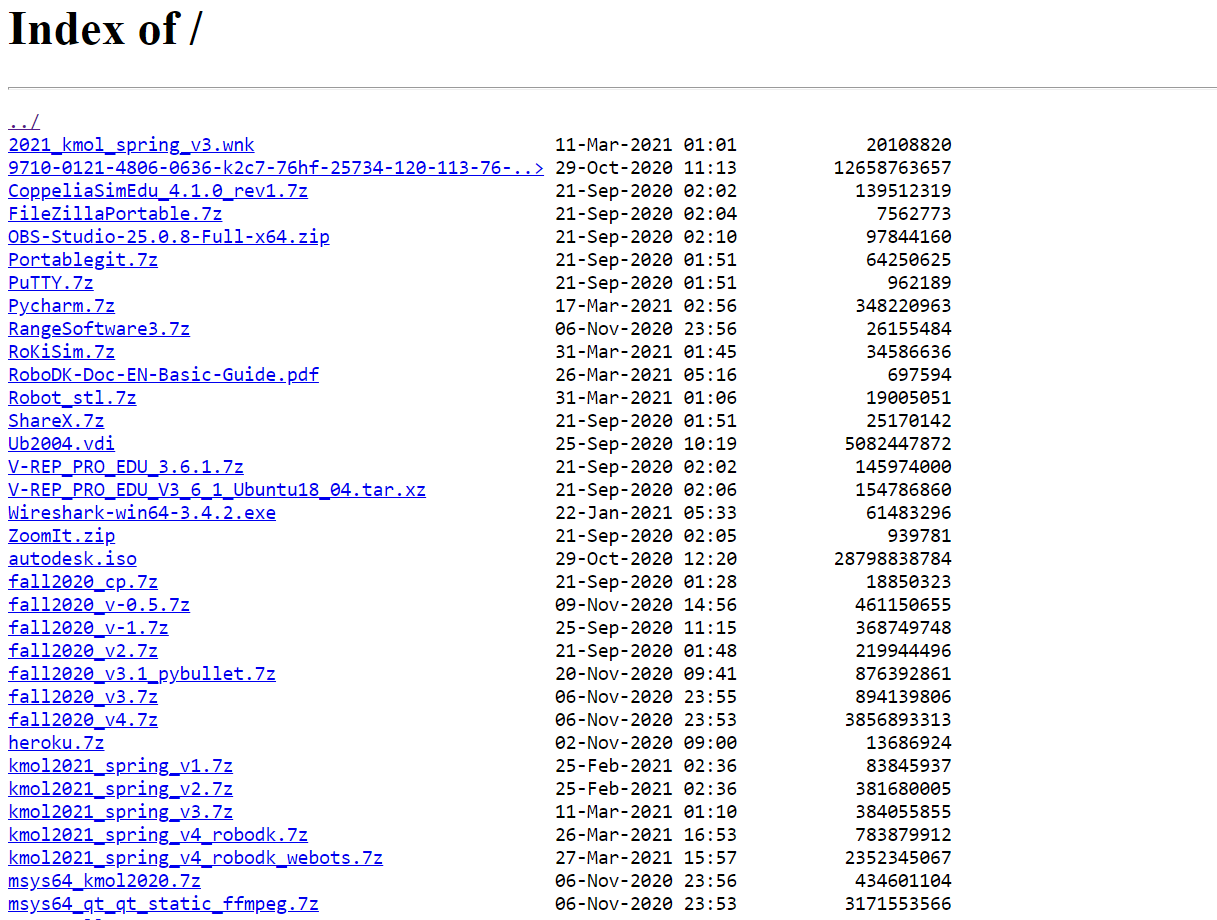 Index of /
../
2021_kmol_spring_v3.wnk 11-Mar-2021 01:01 20108820
9710-0121-4806-0636-k2c7-76hf-25734-120-113-76-..> 29-Oct-2020 11:13 12658763657
CoppeliaSimEdu_4.1.0_rev1.7z 21-Sep-2020 02:02 139512319
FileZillaPortable.7z 21-Sep-2020 02:04 7562773
OBS-Studio-25.0.8-Full-x64.zip 21-Sep-2020 02:10 97844160
Portablegit.7z 21-Sep-2020 01:51 64250625
PuTTY.7z 21-Sep-2020 01:51 962189
Pycharm.7z 17-Mar-2021 02:56 348220963
RangeSoftware3.7z 06-Nov-2020 23:56 26155484
RoKiSim.7z 31-Mar-2021 01:45 34586636
RoboDK-Doc-EN-Basic-Guide.pdf 26-Mar-2021 05:16 697594
Robot_stl.7z 31-Mar-2021 01:06 19005051
ShareX.7z 21-Sep-2020 01:51 25170142
Ub2004.vdi 25-Sep-2020 10:19 5082447872
V-REP_PRO_EDU_3.6.1.7z 21-Sep-2020 02:02 145974000
V-REP_PRO_EDU_V3_6_1_Ubuntu18_04.tar.xz 21-Sep-2020 02:06 154786860
Wireshark-win64-3.4.2.exe 22-Jan-2021 05:33 61483296
ZoomIt.zip 21-Sep-2020 02:05 939781
autodesk.iso 29-Oct-2020 12:20 28798838784
fall2020_cp.7z 21-Sep-2020 01:28 18850323
fall2020_v-0.5.7z 09-Nov-2020 14:56 461150655
fall2020_v-1.7z 25-Sep-2020 11:15 368749748
fall2020_v2.7z 21-Sep-2020 01:48 219944496
fall2020_v3.1_pybullet.7z 20-Nov-2020 09:41 876392861
fall2020_v3.7z 06-Nov-2020 23:55 894139806
fall2020_v4.7z 06-Nov-2020 23:53 3856893313
heroku.7z 02-Nov-2020 09:00 13686924
kmol2021_spring_v1.7z 25-Feb-2021 02:36 83845937
kmol2021_spring_v2.7z 25-Feb-2021 02:36 381680005
kmol2021_spring_v3.7z 11-Mar-2021 01:10 384055855
kmol2021_spring_v4_robodk.7z 26-Mar-2021 16:53 783879912
kmol2021_spring_v4_robodk_webots.7z 27-Mar-2021 15:57 2352345067
msys64_kmol2020.7z 06-Nov-2020 23:56 434601104
msys64_qt_qt_static_ffmpeg.7z 06-Nov-2020 23:53 3171553566